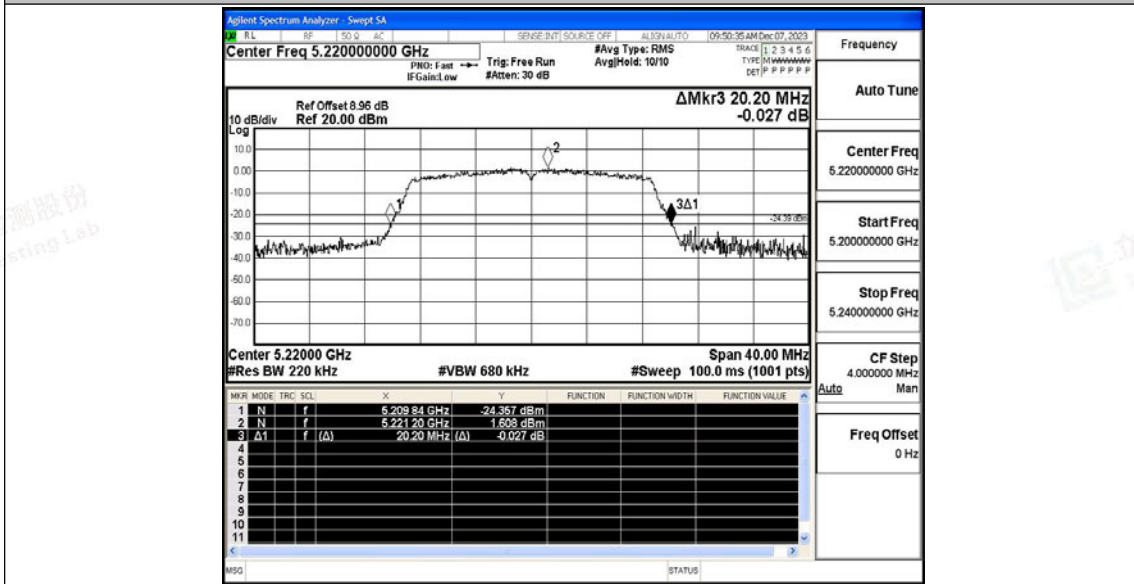 Agilent Spectrum Analyzer - Swept SA
RL RF 50 Ω AC SENSE:INT SOURCE OFF ALIGN AUTO 09:50:35 AM Dec 07, 2023
Center Freq 5.220000000 GHz
PNO: Fast
IFGain:Low
Trig: Free Run
#Atten: 30 dB
#Avg Type: RMS
Avg|Hold: 10/10
TRACE 1 2 3 4 5 6
TYPE M
DET P P P P P P
Frequency
Auto Tune
Center Freq
5.220000000 GHz
Start Freq
5.200000000 GHz
Stop Freq
5.240000000 GHz
CF Step
4.000000 MHz
Auto Man
Freq Offset
0 Hz
ΔMkr3 20.20 MHz
-0.027 dB
Ref Offset 8.96 dB
10 dB/div Ref 20.00 dBm
Log
10.0
0.00
-10.0
-20.0
-30.0
-40.0
-50.0
-60.0
-70.0
1
2
3Δ1
-24.39 dBm
Center 5.22000 GHz Span 40.00 MHz
#Res BW 220 kHz #VBW 680 kHz #Sweep 100.0 ms (1001 pts)
MKR MODE TRC SCL X Y FUNCTION FUNCTION WIDTH FUNCTION VALUE
1 N f 5.209 84 GHz -24.357 dBm
2 N f 5.221 20 GHz 1.608 dBm
3 Δ1 f (Δ) 20.20 MHz (Δ) -0.027 dB
4
5
6
7
8
9
10
11
MSG STATUS
测股份
esting Lab
立